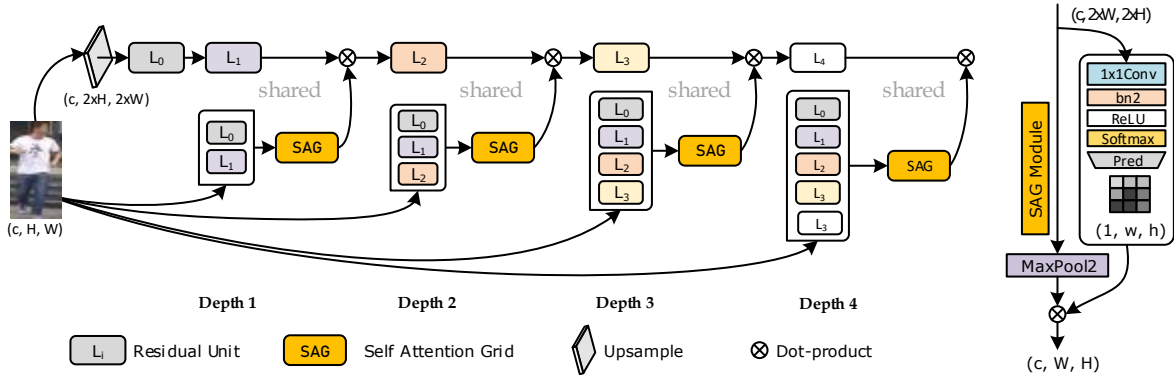 (c, 2xH, 2xW)
L0
L1
L2
L3
L4
shared
shared
shared
shared
L0
L1
SAG
L0
L1
L2
SAG
L0
L1
L2
L3
SAG
L0
L1
L2
L3
L3
SAG
(c, H, W)
Depth 1
Depth 2
Depth 3
Depth 4
Li
Residual Unit
SAG
Self Attention Grid
Upsample
Dot-product
(c, 2xW, 2xH)
1x1Conv
bn2
ReLU
Softmax
Pred
(1, w, h)
SAG Module
MaxPool2
(c, W, H)